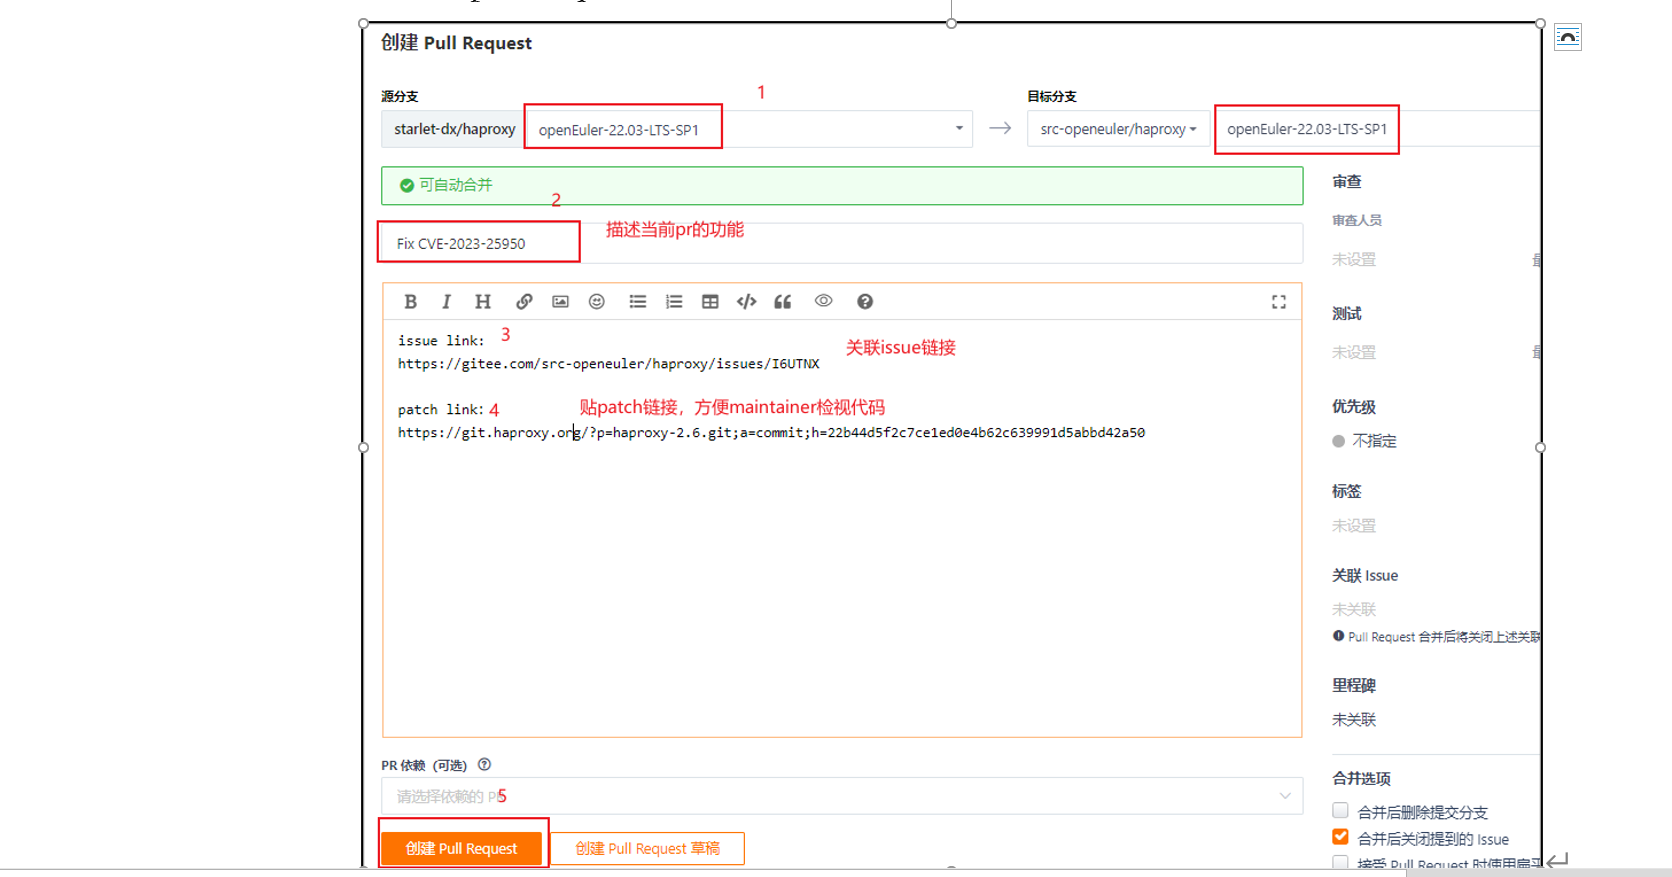 创建 Pull Request
1
源分支
目标分支
starlet-dx/haproxy
openEuler-22.03-LTS-SP1
src-openeuler/haproxy
openEuler-22.03-LTS-SP1
可自动合并
审查
2
审查人员
描述当前pr的功能
Fix CVE-2023-25950
未设置
B I H
测试
issue link:
3
关联issue链接
未设置
https://gitee.com/src-openeuler/haproxy/issues/I6UTNX
patch link:
4
贴patch链接，方便maintainer检视代码
优先级
https://git.haproxy.org/?p=haproxy-2.6.git;a=commit;h=22b44d5f2c7ce1ed0e4b62c639991d5abbd42a50
不指定
标签
未设置
关联 Issue
未关联
Pull Request 合并后将关闭上述关联
里程碑
未关联
PR 依赖（可选）
合并选项
请选择依赖的 P
5
合并后删除提交分支
合并后关闭提到的 Issue
创建 Pull Request
创建 Pull Request 草稿
接受 Pull Request 时使用扁平